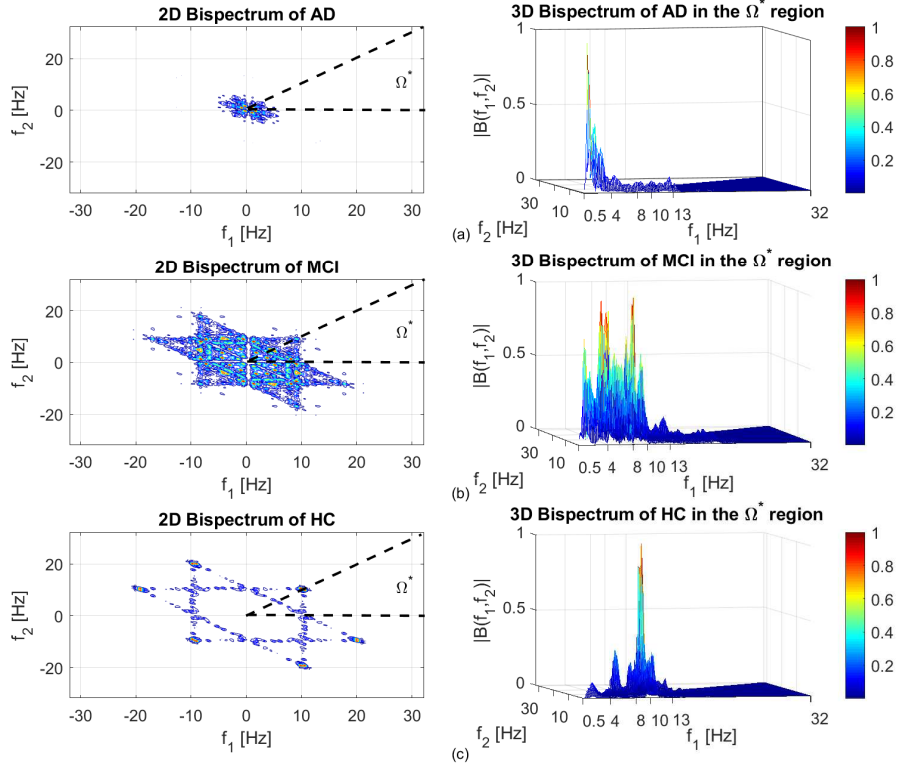 2D Bispectrum of AD
20
0
-20
f2 [Hz]
-30 -20 -10 0 10 20 30
f1 [Hz]
Ω*
3D Bispectrum of AD in the Ω* region
1
0.5
0
|B(f1,f2)|
30
10
f2 [Hz]
0.5 4 8 10 13 32
f1 [Hz]
1
0.8
0.6
0.4
0.2
(a)
2D Bispectrum of MCI
20
0
-20
f2 [Hz]
-30 -20 -10 0 10 20 30
f1 [Hz]
Ω*
3D Bispectrum of MCI in the Ω* region
1
0.5
0
|B(f1,f2)|
30
10
f2 [Hz]
0.5 4 8 10 13 32
f1 [Hz]
1
0.8
0.6
0.4
0.2
(b)
2D Bispectrum of HC
20
0
-20
f2 [Hz]
-30 -20 -10 0 10 20 30
f1 [Hz]
Ω*
3D Bispectrum of HC in the Ω* region
1
0.5
0
|B(f1,f2)|
30
10
f2 [Hz]
0.5 4 8 10 13 32
f1 [Hz]
1
0.8
0.6
0.4
0.2
(c)